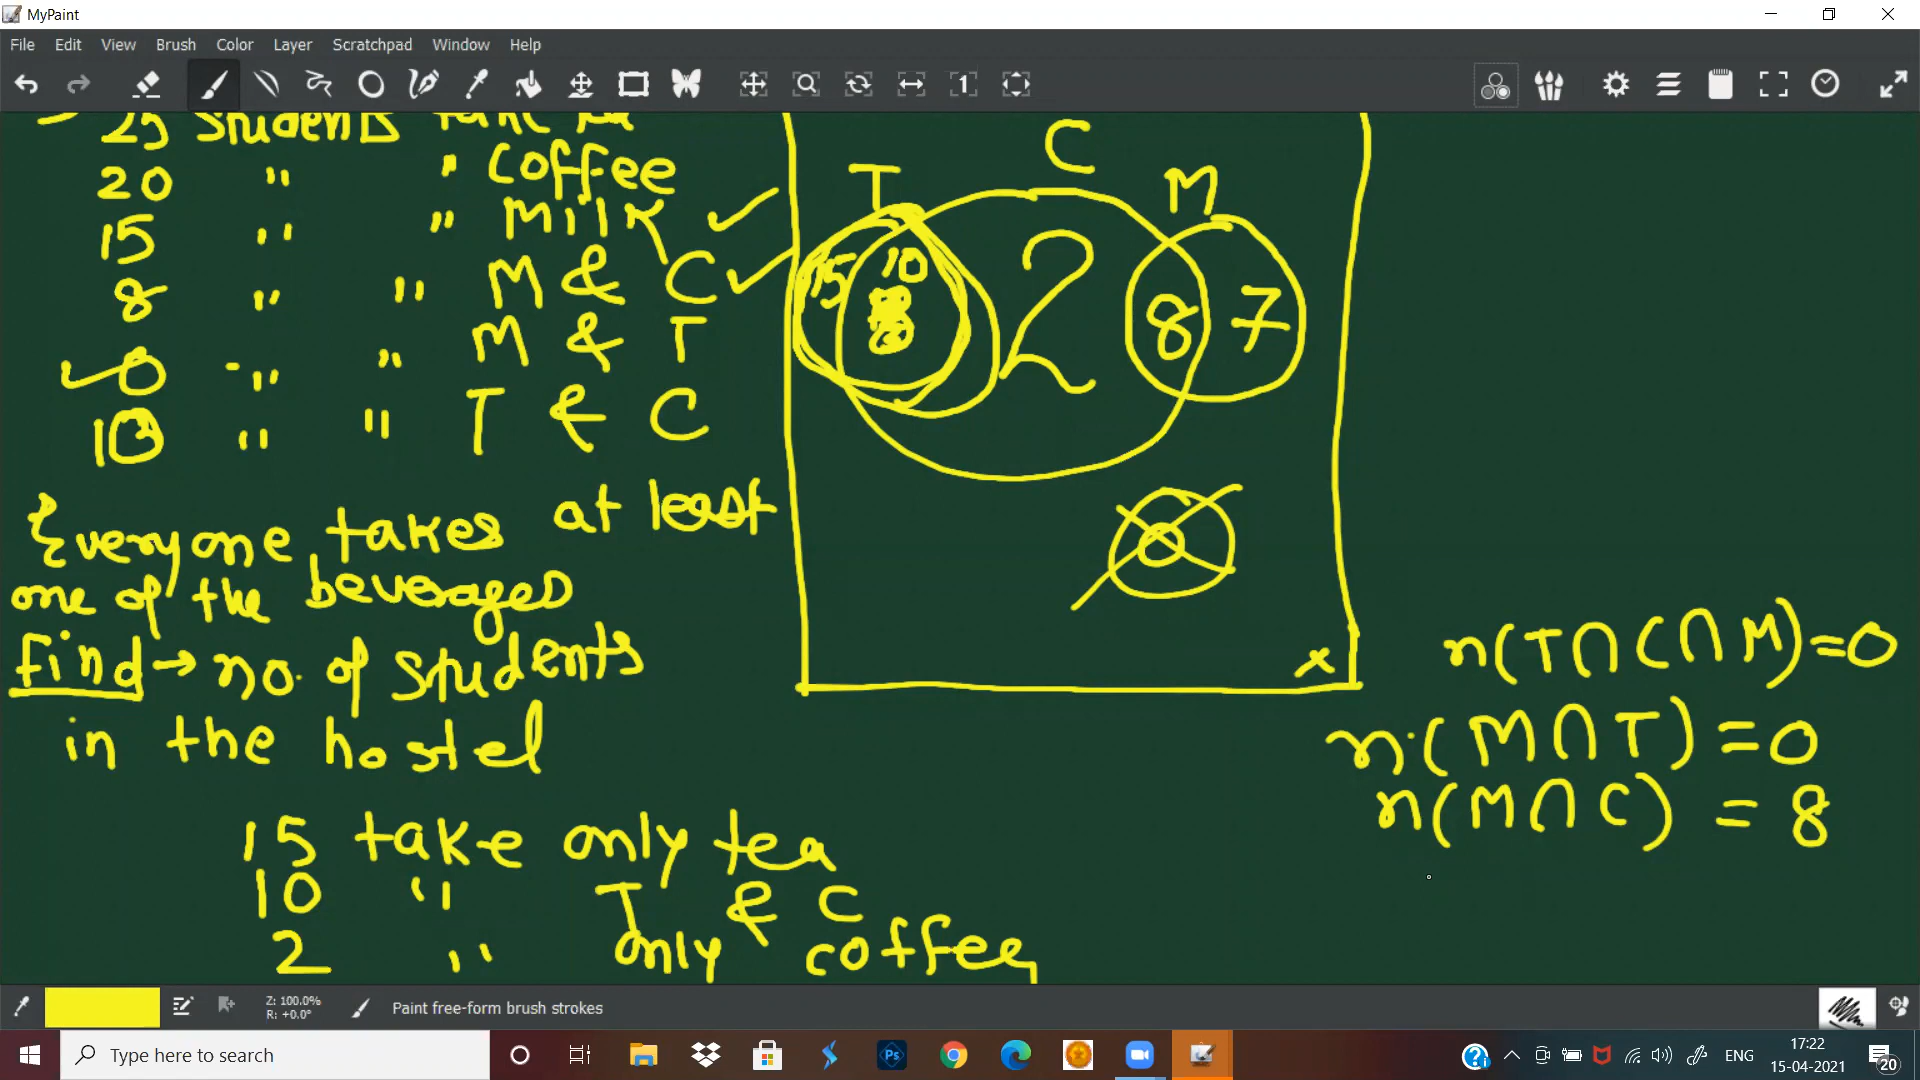 MyPaint
File Edit View Brush Color Layer Scratchpad Window Help
25 Students take
20 " " Coffee
15 " " Milk
8 " " M & C
0 " " M & T
10 " " T & C
Everyone takes at least
one of the beverages
find → no. of students
in the hostel
15 take only tea
10 " T & C
2 " only coffee
T C M
15 10 2 8 7
8
x
n(T∩C∩M)=0
n(M∩T)=0
n(M∩C)=8
Z: 100.0%
R: +0.0°
Paint free-form brush strokes
Type here to search
Ps
ENG
17:22
15-04-2021
20